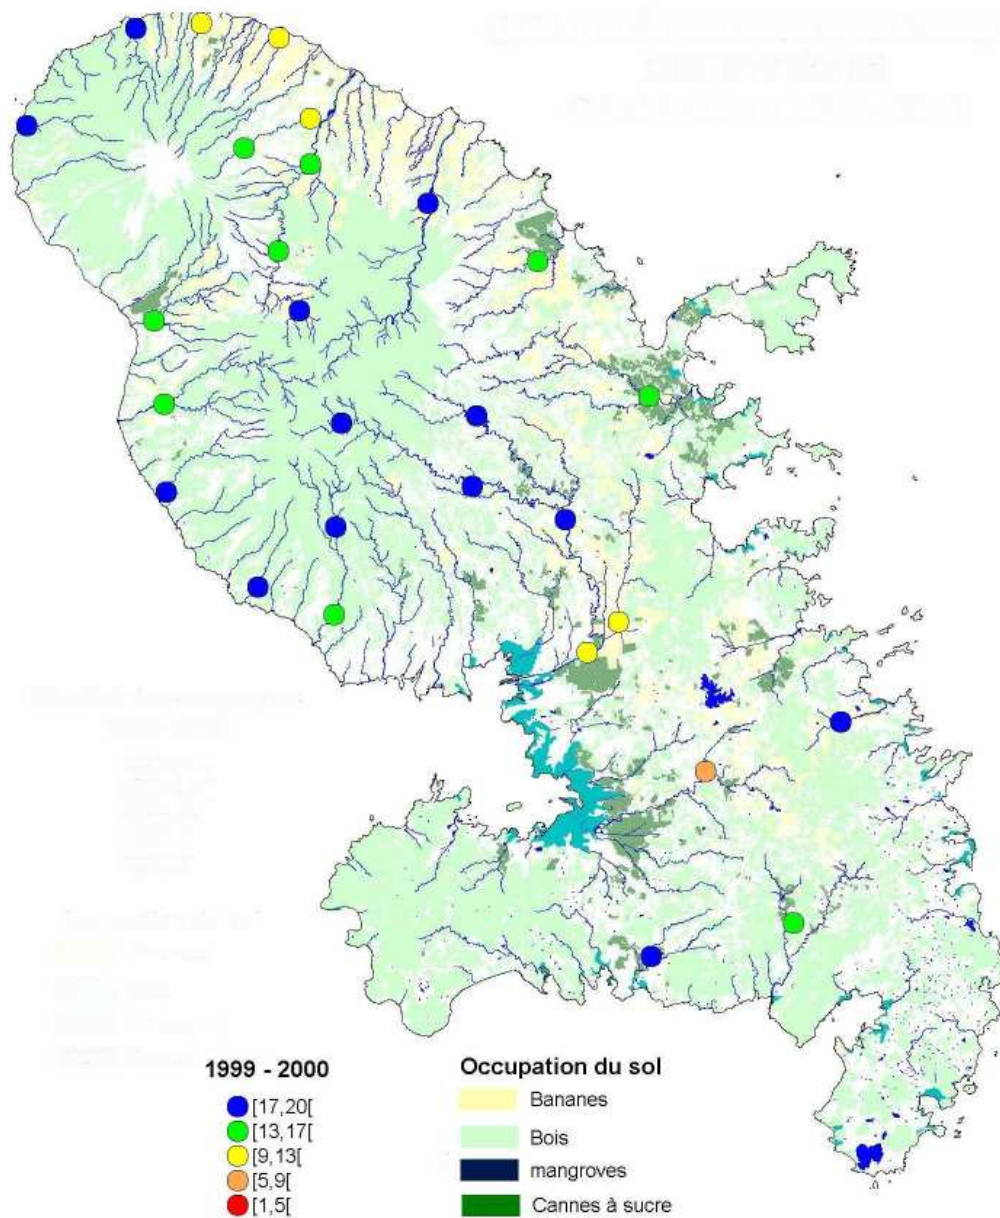 1999 - 2000
[17,20[
[13,17[
[9,13[
[5,9[
[1,5[
Occupation du sol
Bananes
Bois
mangroves
Cannes à sucre